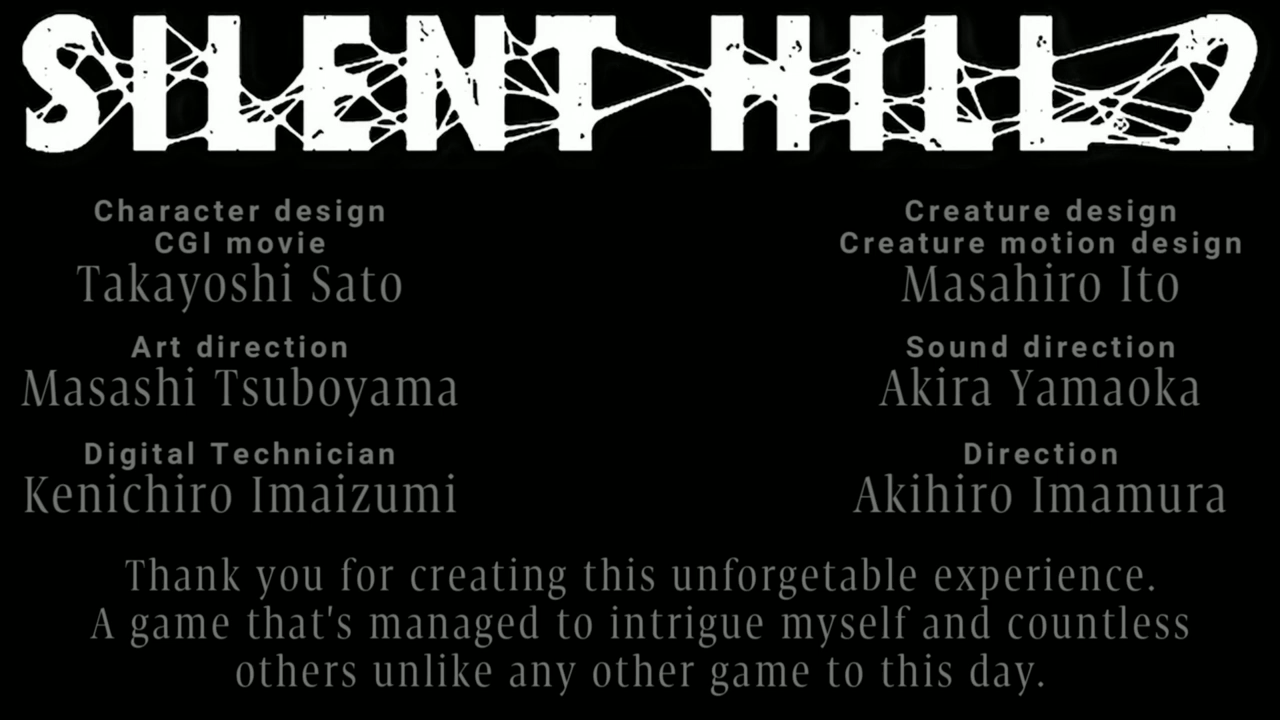 SILENT HILL 2
Character design
CGI movie
Takayoshi Sato
Creature design
Creature motion design
Masahiro Ito
Art direction
Masashi Tsuboyama
Sound direction
Akira Yamaoka
Digital Technician
Kenichiro Imaizumi
Direction
Akihiro Imamura
Thank you for creating this unforgetable experience.
A game that's managed to intrigue myself and countless
others unlike any other game to this day.